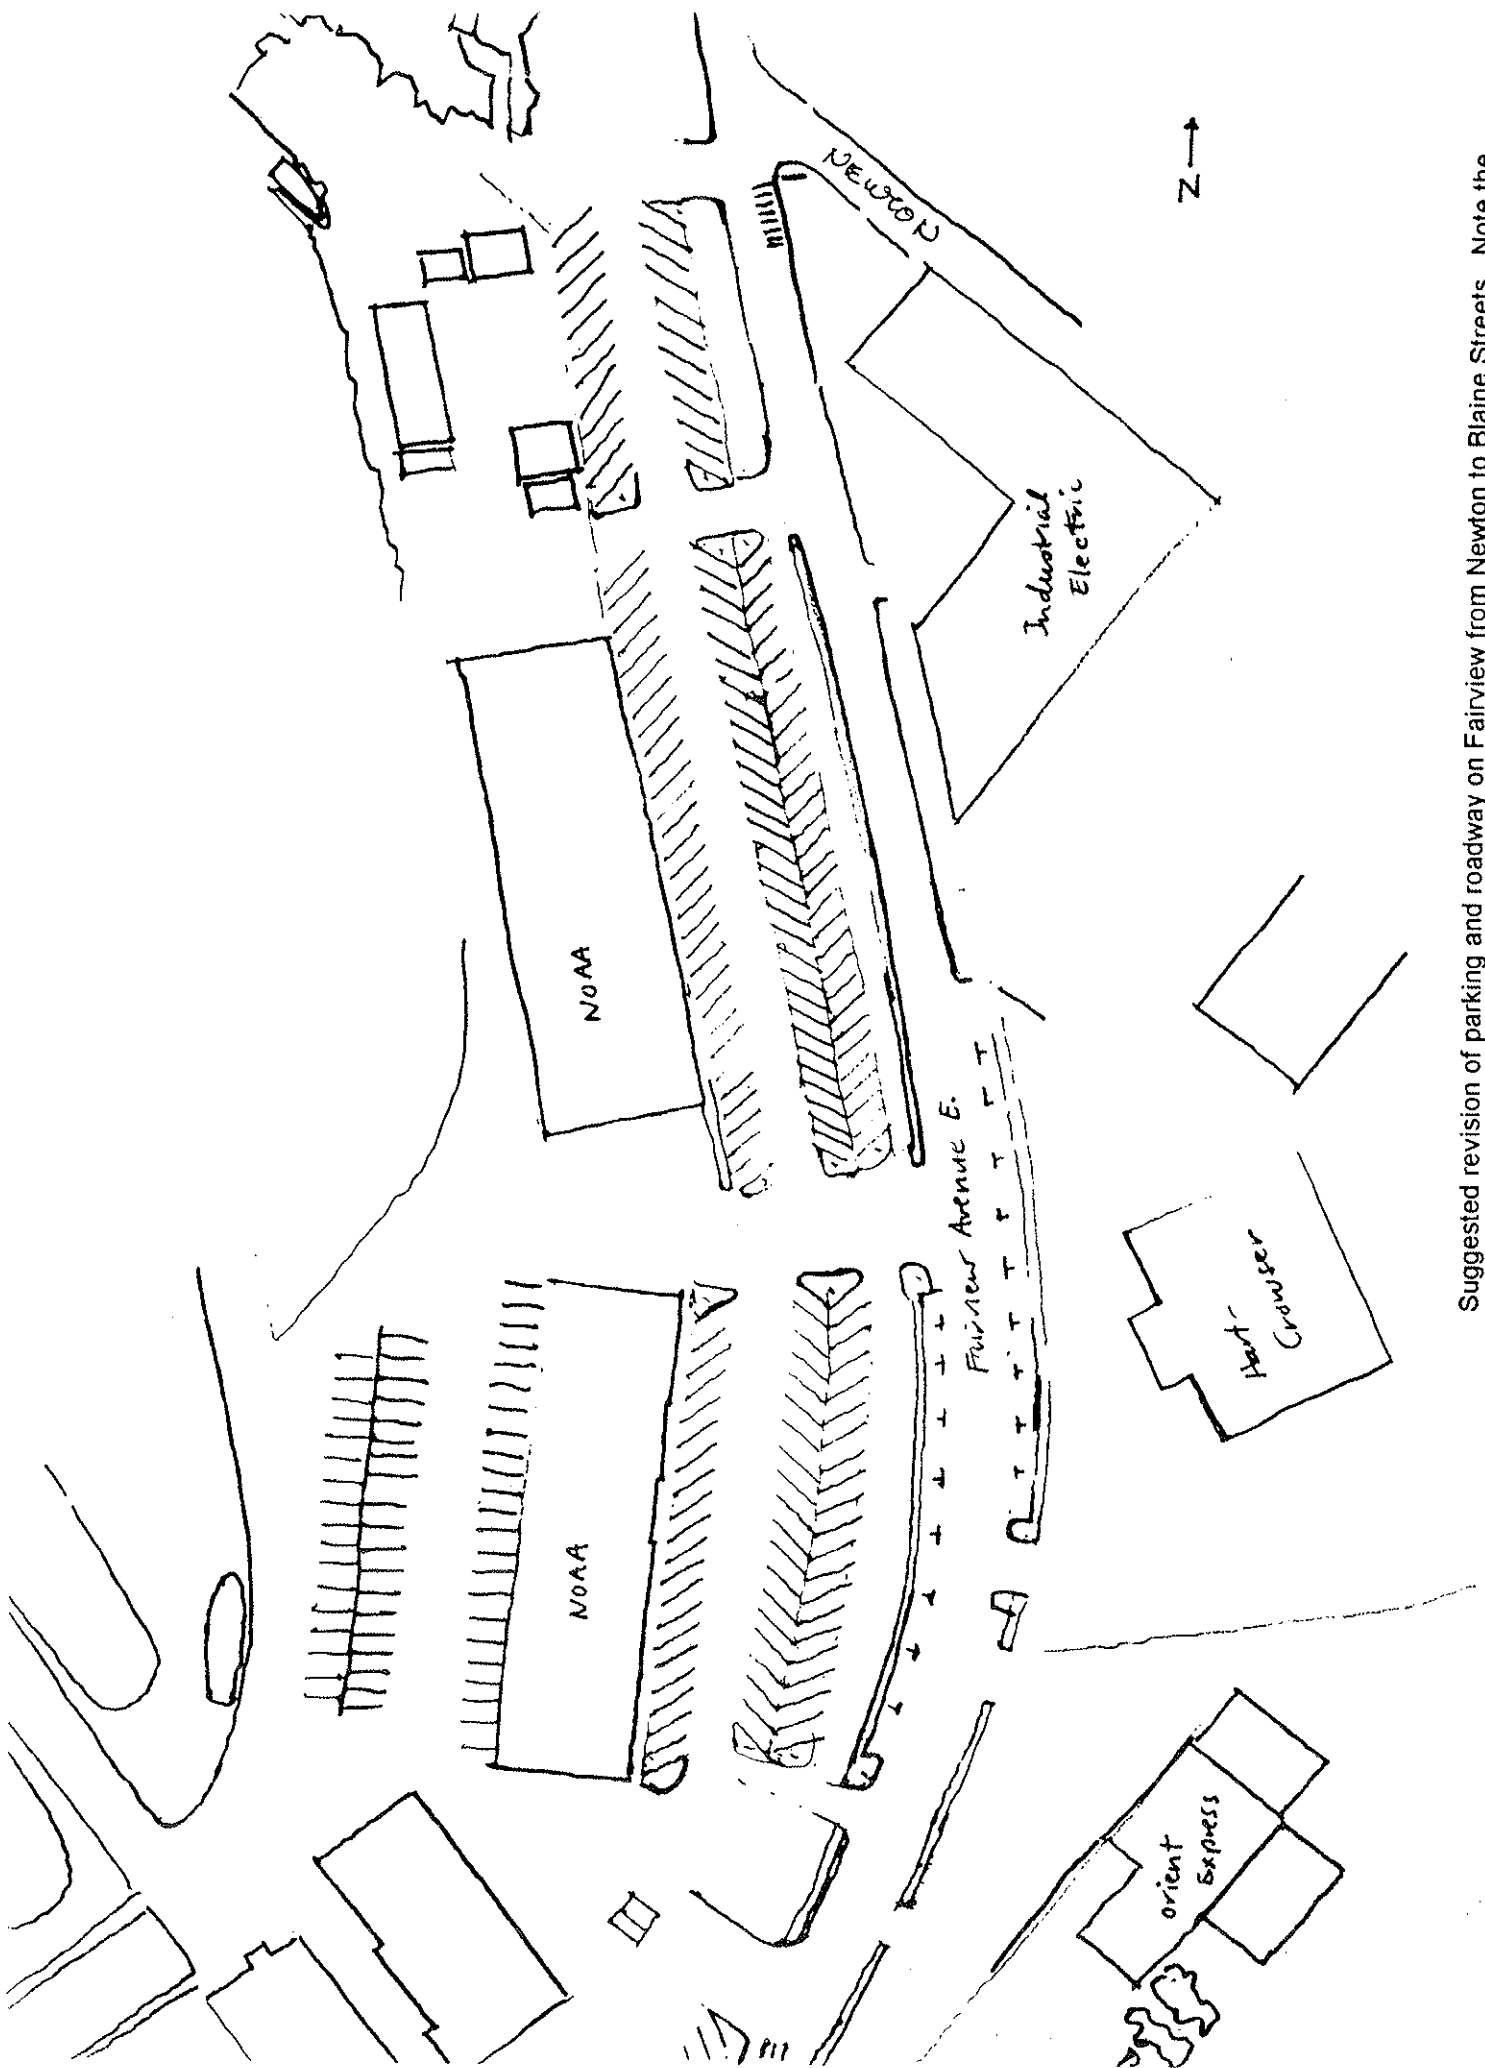 NEWTON
N
Industrial
Electric
NOAA
Fairview Avenue E.
NOAA
Hart-
Crowser
orient
Express
Suggested revision of parking and roadway on Fairview from Newton to Blaine Streets. Note the